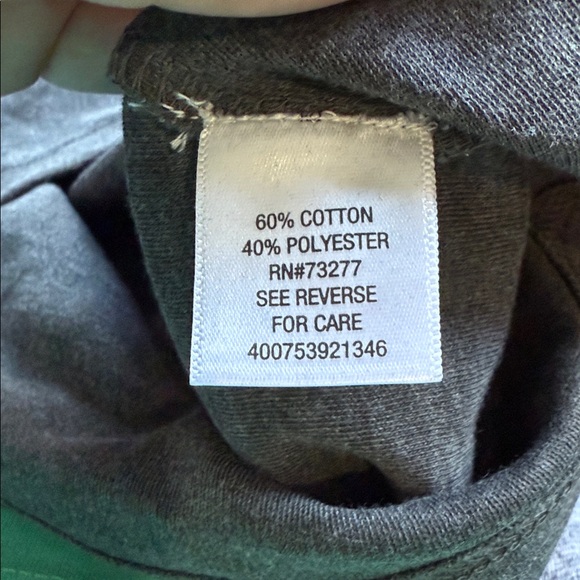 60% COTTON
40% POLYESTER
RN#73277
SEE REVERSE
FOR CARE
400753921346